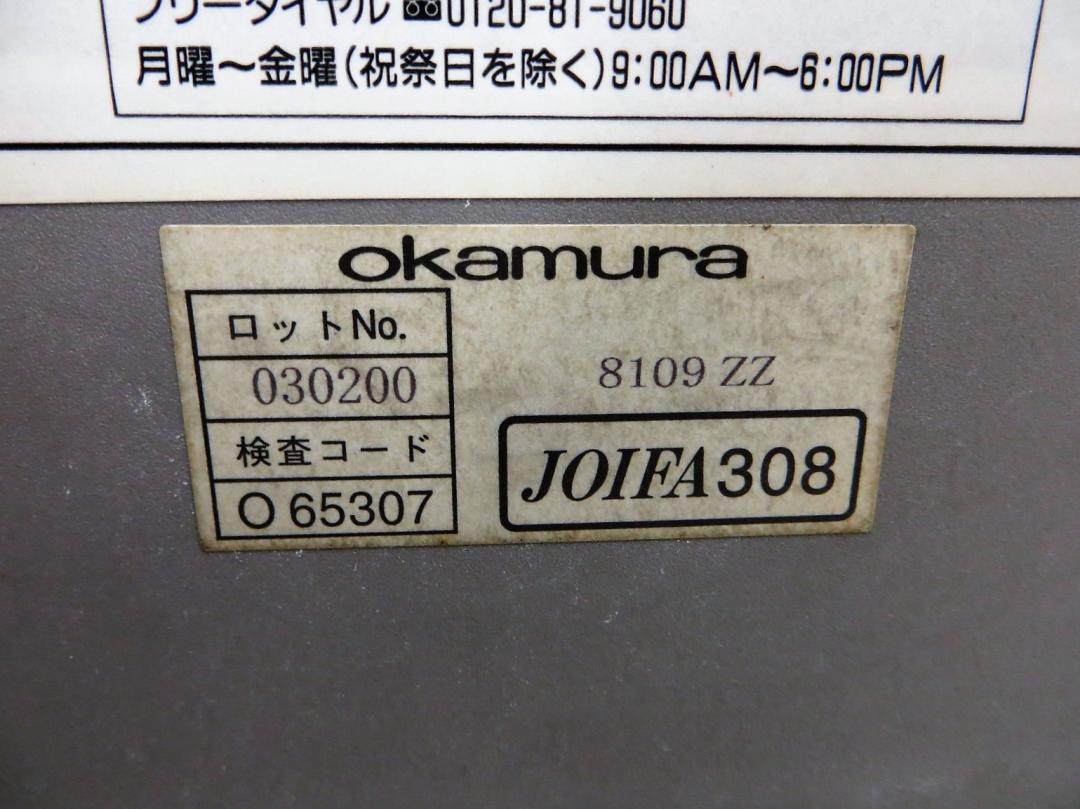 フリーダイヤル 0120-81-9060
月曜～金曜(祝祭日を除く)9:00AM～6:00PM
okamura
ロットNo.
030200
8109 ZZ
検査コード
O 65307
JOIFA308